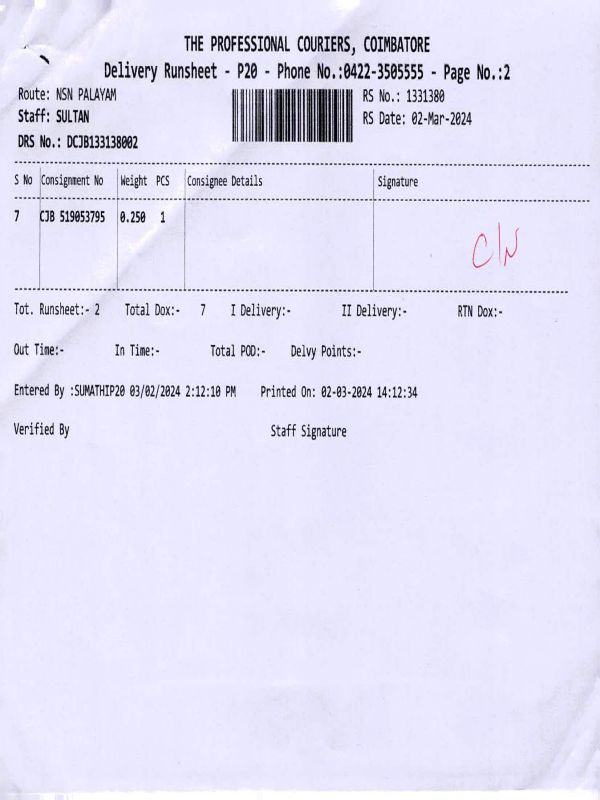 THE PROFESSIONAL COURIERS, COIMBATORE
Delivery Runsheet - P20 - Phone No.:0422-3505555 - Page No.:2
Route: NSN PALAYAM RS No.: 1331380
Staff: SULTAN RS Date: 02-Mar-2024
DRS No.: DCJB133138002
S No Consignment No Weight PCS Consignee Details Signature
7 CJB 519053795 0.250 1
C/N
Tot. Runsheet:- 2 Total Dox:- 7 I Delivery:- II Delivery:- RTN Dox:-
Out Time:- In Time:- Total POD:- Delvy Points:-
Entered By :SUMATHIP20 03/02/2024 2:12:10 PM Printed On: 02-03-2024 14:12:34
Verified By Staff Signature